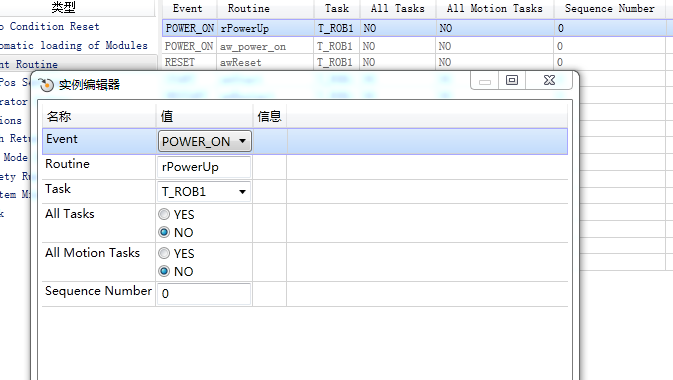 类型
Event Routine Task All Tasks All Motion Tasks Sequence Number
o Condition Reset
POWER_ON rPowerUp T_ROB1 NO NO 0
omatic loading of Modules
POWER_ON aw_power_on T_ROB1 NO NO 0
nt Routine
RESET awReset T_ROB1 NO NO 0
Pos Se
实例编辑器
rator
ions
n Retu
Mode
ety Ru
tem Mi
k
名称 值 信息
Event POWER_ON
Routine rPowerUp
Task T_ROB1
All Tasks YES
NO
All Motion Tasks YES
NO
Sequence Number 0